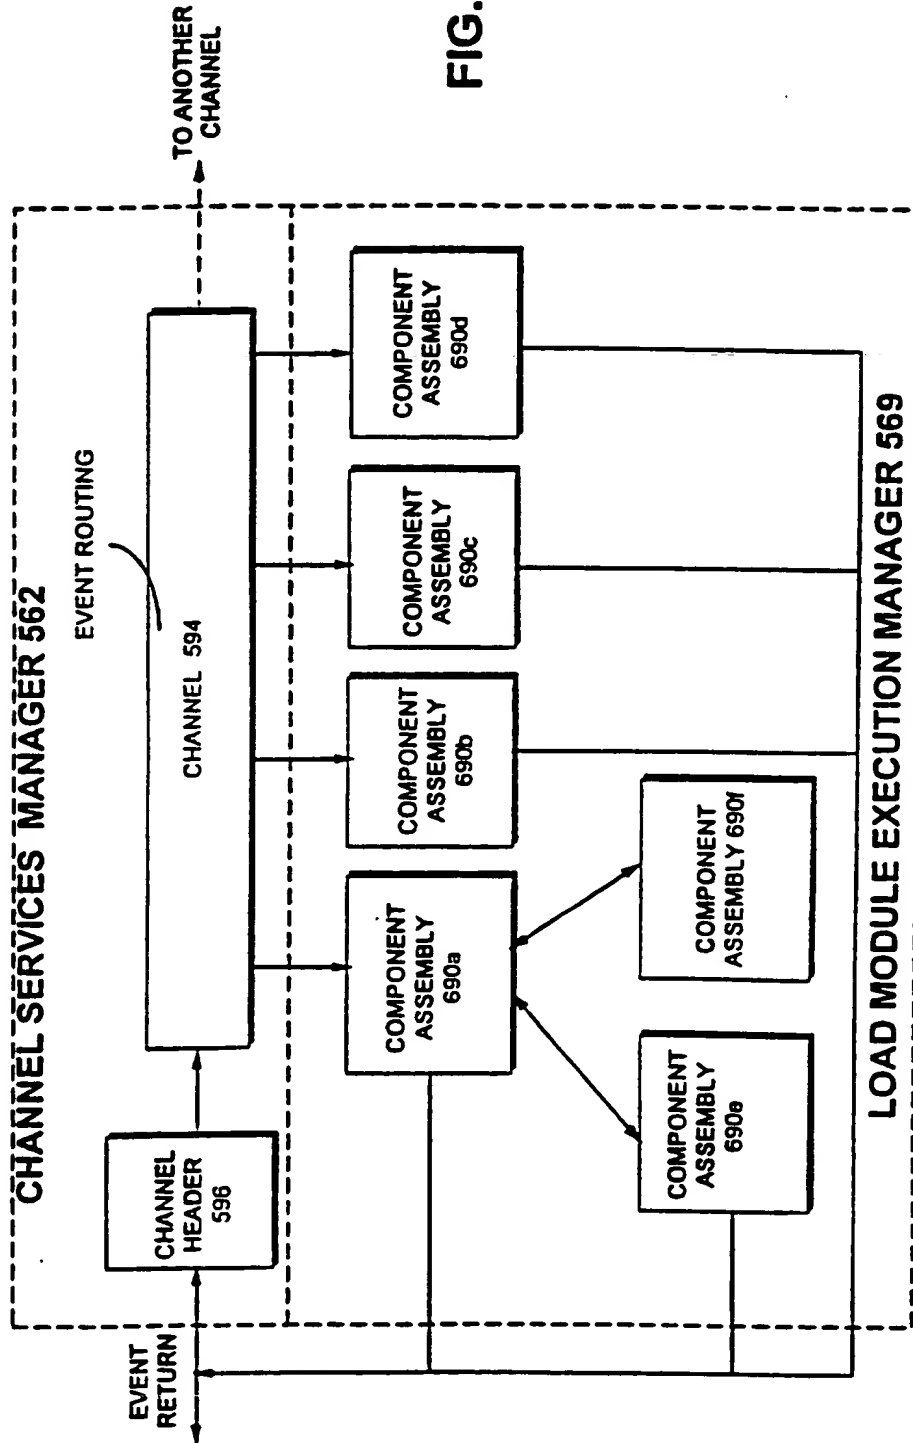 CHANNEL SERVICES MANAGER 562
EVENT ROUTING
TO ANOTHER
CHANNEL
EVENT
RETURN
CHANNEL
HEADER
596
CHANNEL 594
COMPONENT
ASSEMBLY
690a
COMPONENT
ASSEMBLY
690b
COMPONENT
ASSEMBLY
690c
COMPONENT
ASSEMBLY
690d
COMPONENT
ASSEMBLY
690e
COMPONENT
ASSEMBLY 690f
LOAD MODULE EXECUTION MANAGER 569
FIG.